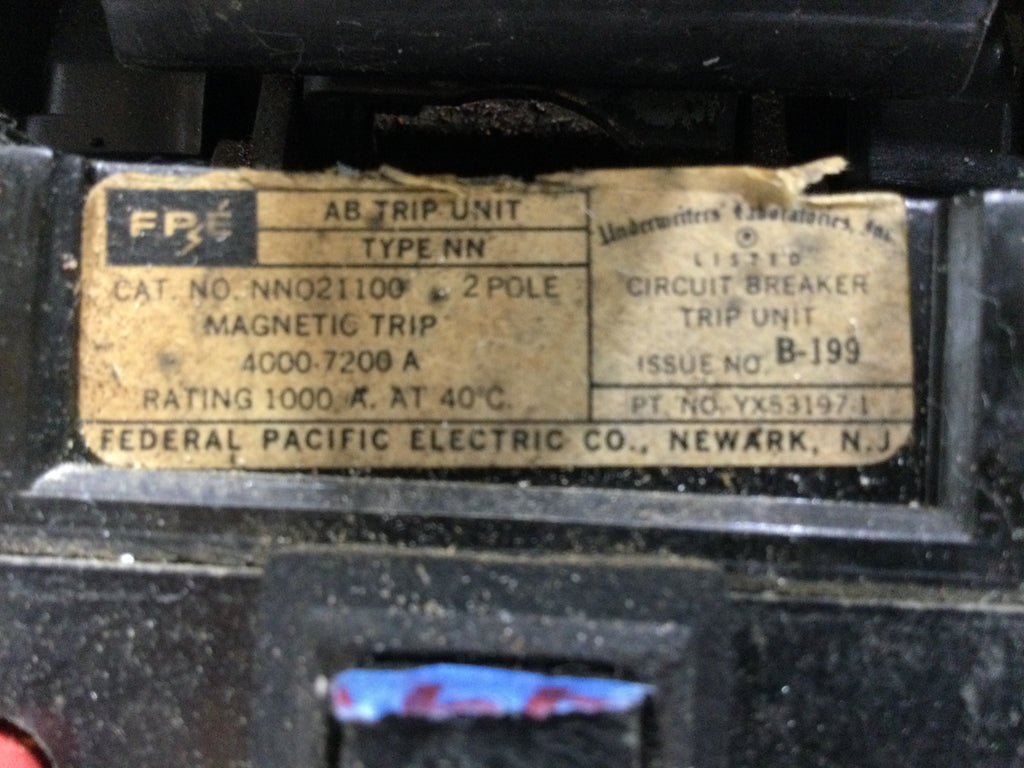 FPE
AB TRIP UNIT
TYPE NN
CAT. NO. NN021100 2 POLE
MAGNETIC TRIP
4000-7200 A
RATING 1000 A. AT 40°C.
Underwriters' Laboratories, Inc.
LISTED
CIRCUIT BREAKER
TRIP UNIT
ISSUE NO. B-199
PT. NO. YX53197-1
FEDERAL PACIFIC ELECTRIC CO., NEWARK, N.J.